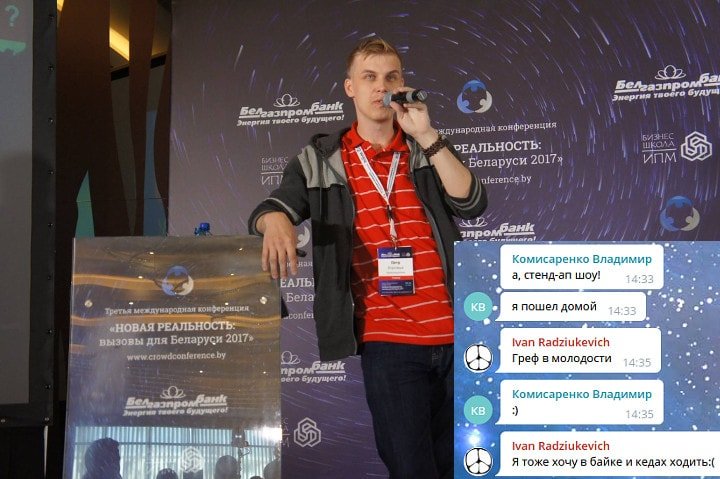 ?
Белгазпромбанк
Энергия твоего будущего!
Белгазпромбанк
Энергия твоего будущего!
международная конференция
БИЗНЕС
ШКОЛА
ИПМ
РЕАЛЬНОСТЬ:
Беларуси 2017»
conference.by
БИЗНЕС
ШКОЛА
ИПМ
Третья международная конференция
«НОВАЯ РЕАЛЬНОСТЬ:
вызовы для Беларуси 2017»
www.crowdconference.by
Белгазпромбанк
Энергия твоего будущего!
Комисаренко Владимир
а, стенд-ап шоу!
14:33
КВ
я пошел домой
14:33
Ivan Radziukevich
Греф в молодости
14:35
Комисаренко Владимир
КВ
:)
14:35
Ivan Radziukevich
Я тоже хочу в байке и кедах ходить:(